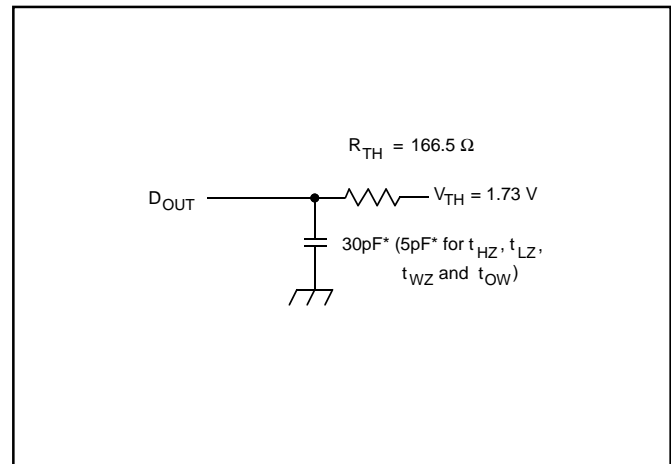 R_TH = 166.5 Ω
D_OUT
V_TH = 1.73 V
30pF* (5pF* for t_HZ, t_LZ,
t_WZ and t_OW)